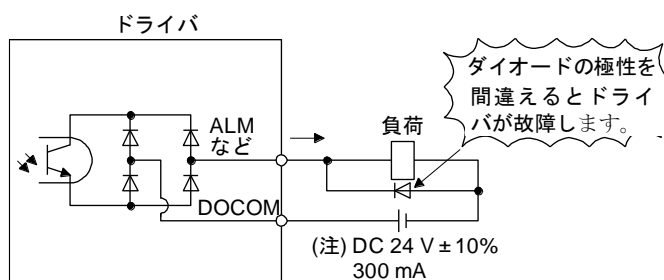 ドライバ
ダイオードの極性を
間違えるとドライ
バが故障します。
ALM
など
負荷
DOCOM
(注) DC 24 V ± 10%
300 mA